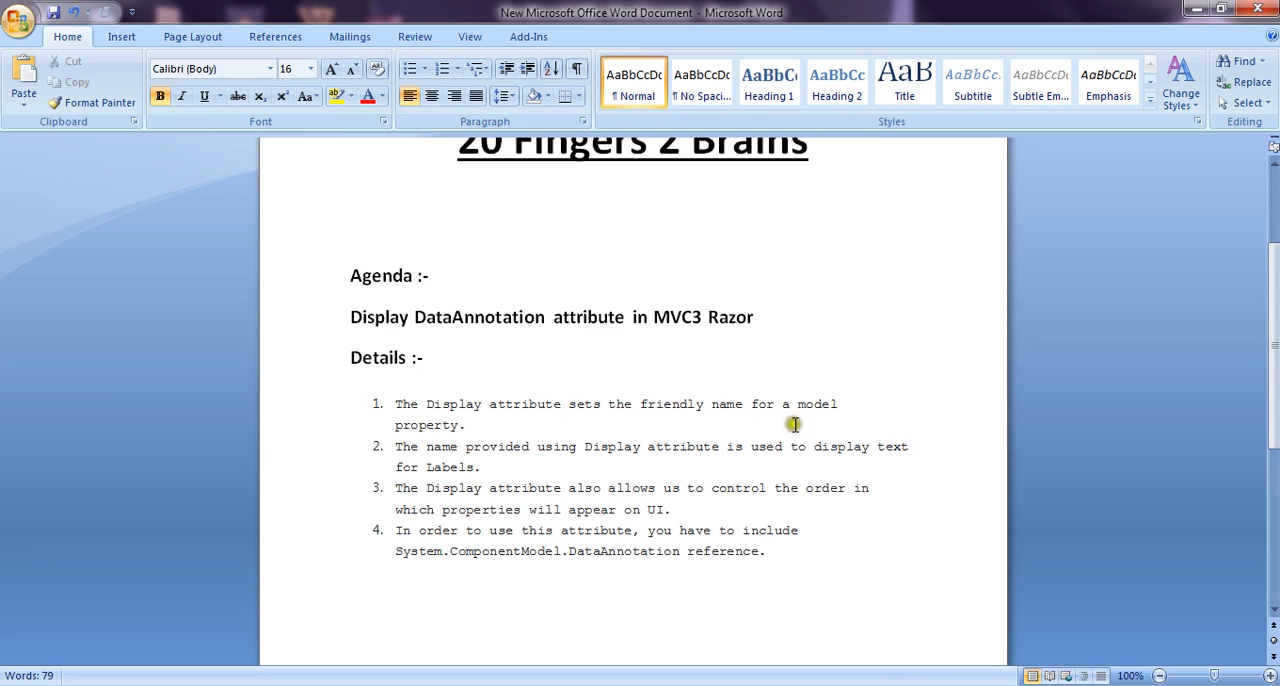 New Microsoft Office Word Document - Microsoft Word
Home Insert Page Layout References Mailings Review View Add-Ins
Cut
Copy
Format Painter
Paste
Clipboard
Calibri (Body) 16
Font
Paragraph
AaBbCcDc AaBbCcDc AaBbCc AaBbCc AaB AaBbCc. AaBbCcDc AaBbCcDc
¶ Normal ¶ No Spaci... Heading 1 Heading 2 Title Subtitle Subtle Em... Emphasis
Change
Styles
Styles
Find
Replace
Select
Editing
20 Fingers 2 Brains
Agenda :-
Display DataAnnotation attribute in MVC3 Razor
Details :-
1. The Display attribute sets the friendly name for a model
property.
2. The name provided using Display attribute is used to display text
for Labels.
3. The Display attribute also allows us to control the order in
which properties will appear on UI.
4. In order to use this attribute, you have to include
System.ComponentModel.DataAnnotation reference.
Words: 79
100%